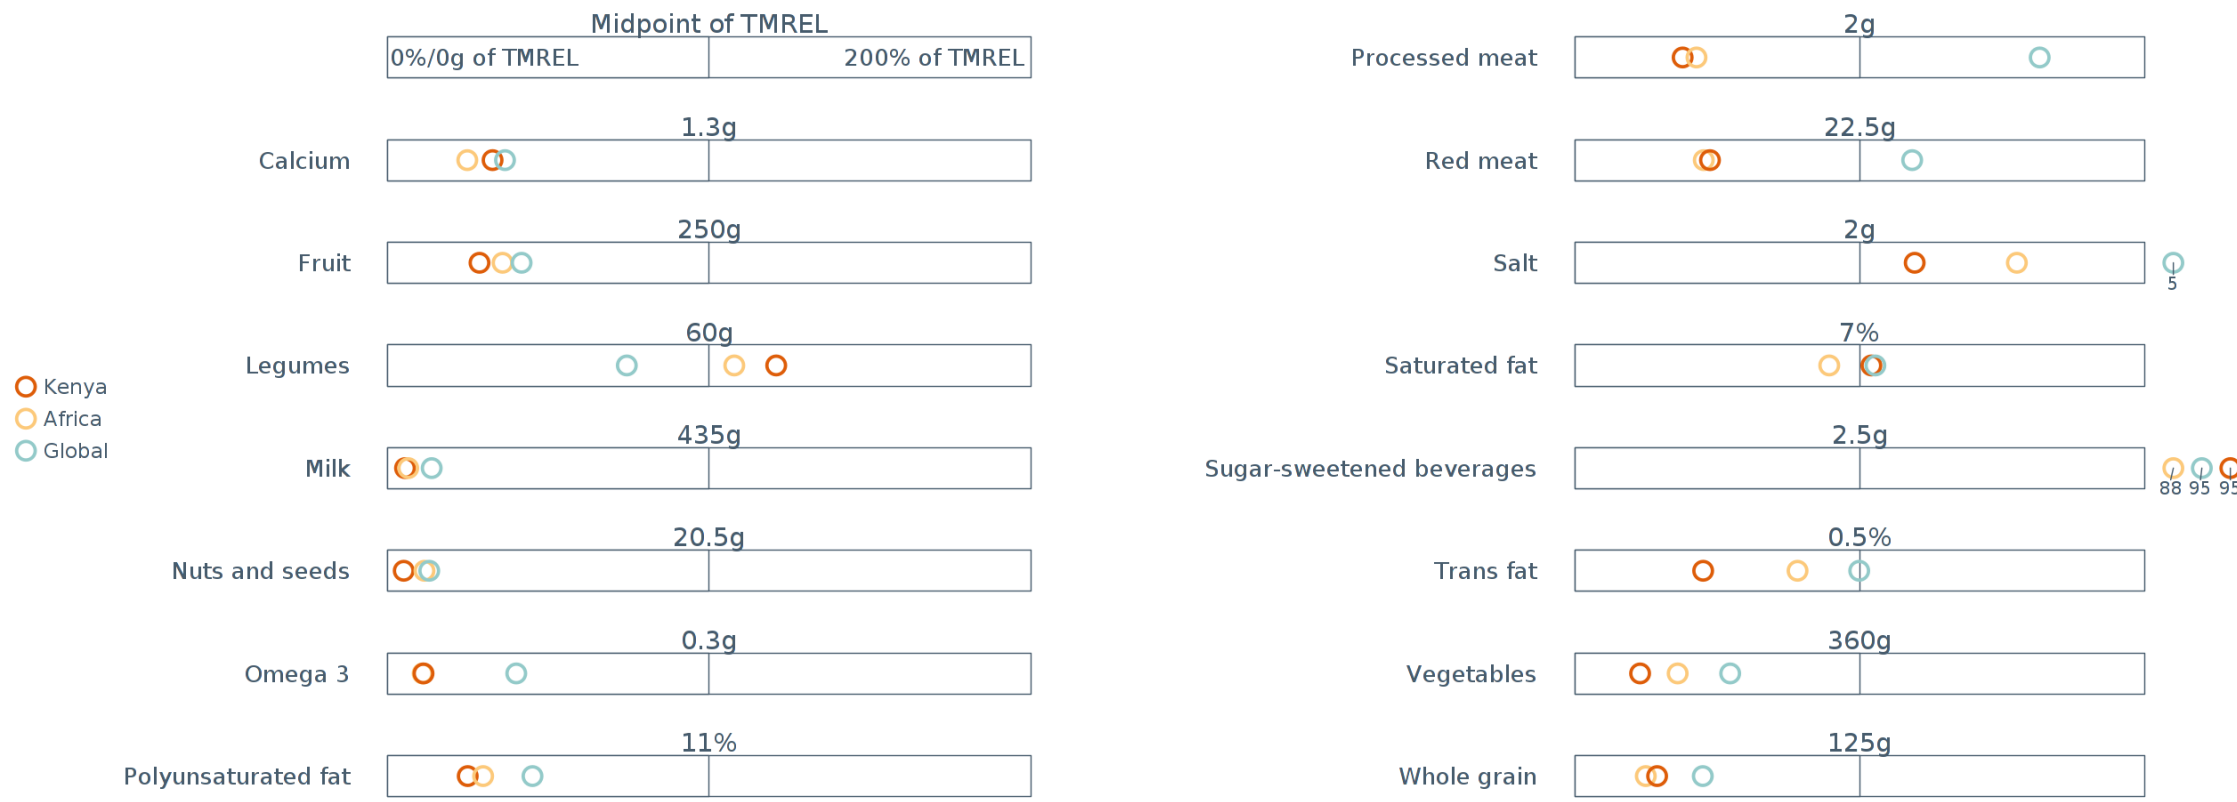 Midpoint of TMREL
0%/0g of TMREL 200% of TMREL
1.3g
Calcium
250g
Fruit
60g
Legumes
435g
Milk
20.5g
Nuts and seeds
0.3g
Omega 3
11%
Polyunsaturated fat
Kenya
Africa
Global
2g
Processed meat
22.5g
Red meat
2g
Salt
5
7%
Saturated fat
2.5g
Sugar-sweetened beverages
88 95 95
0.5%
Trans fat
360g
Vegetables
125g
Whole grain